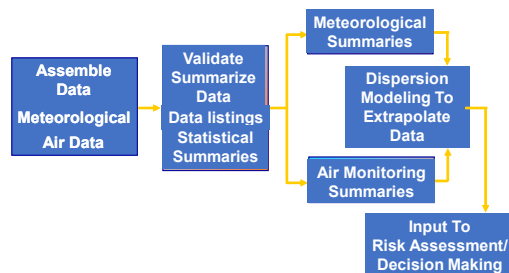 Assemble
Data
Meteorological
Air Data
Validate
Summarize
Data
Data listings
Statistical
Summaries
Meteorological
Summaries
Dispersion
Modeling To
Extrapolate
Data
Air Monitoring
Summaries
Input To
Risk Assessment/
Decision Making